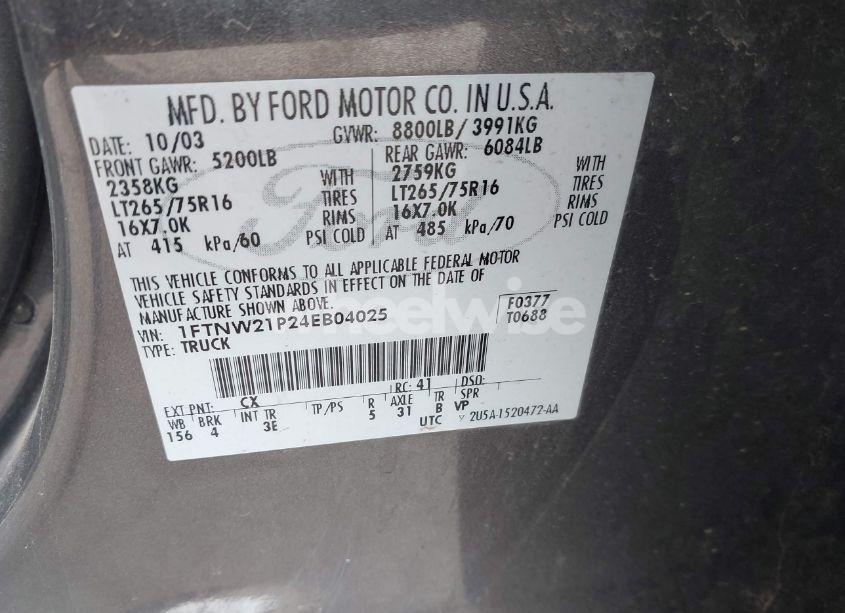 MFD. BY FORD MOTOR CO. IN U.S.A.
DATE: 10/03 GVWR: 8800LB/ 3991KG
FRONT GAWR: 5200LB REAR GAWR: 6084LB
2358KG WITH 2759KG WITH
LT265/75R16 TIRES LT265/75R16 TIRES
16X7.0K RIMS 16X7.0K RIMS
AT 415 kPa/60 PSI COLD AT 485 kPa/70 PSI COLD
Ford
THIS VEHICLE CONFORMS TO ALL APPLICABLE FEDERAL MOTOR
VEHICLE SAFETY STANDARDS IN EFFECT ON THE DATE OF
MANUFACTURE SHOWN ABOVE.
VIN: 1FTNW21P24EB04025 F0377
TYPE: TRUCK T0688
EXT PNT: CX RC: 41 DSO:
WB BRK INT TR TP/PS R AXLE TR SPR
156 4 3E 5 31 B VP
UTC 2U5A-1520472-AA
wheelwise